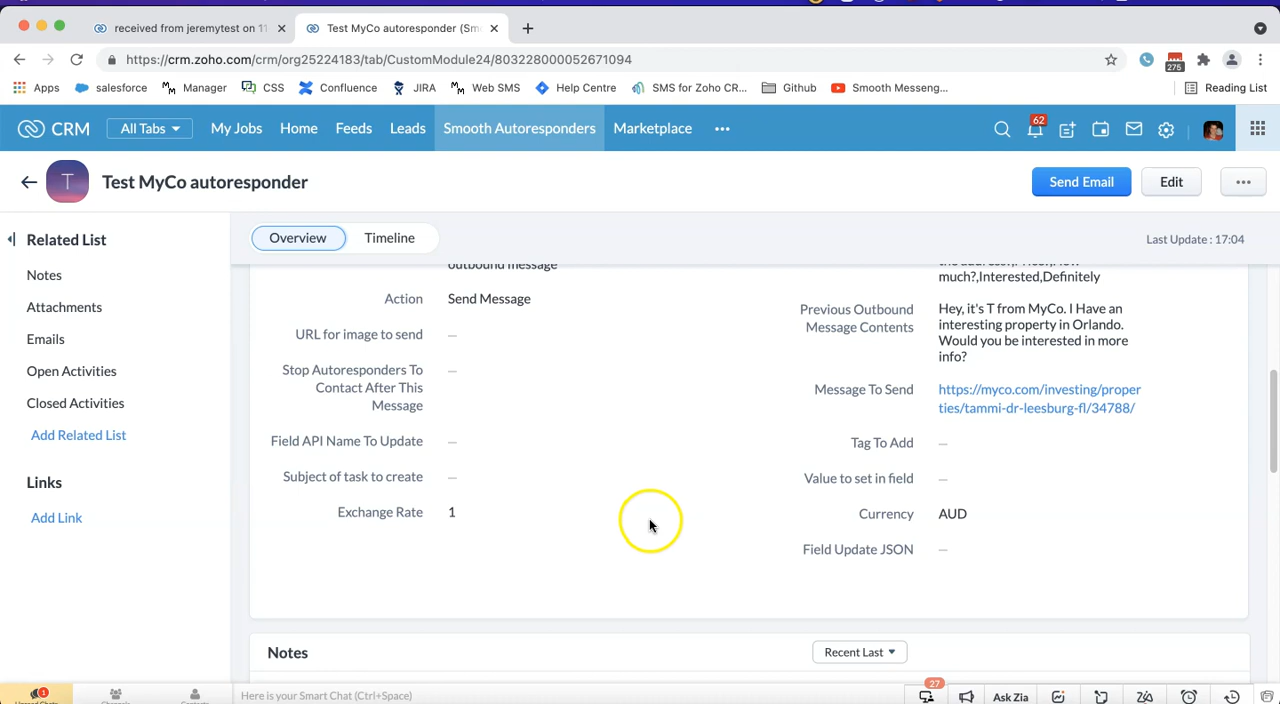 received from jeremytest on 11
Test MyCo autoresponder (Smo
https://crm.zoho.com/crm/org25224183/tab/CustomModule24/803228000052671094
275
Apps
salesforce
Manager
CSS
Confluence
JIRA
Web SMS
Help Centre
SMS for Zoho CR...
Github
Smooth Messeng...
Reading List
CRM
All Tabs
My Jobs
Home
Feeds
Leads
Smooth Autoresponders
Marketplace
62
T
Test MyCo autoresponder
Send Email
Edit
Related List
Notes
Attachments
Emails
Open Activities
Closed Activities
Add Related List
Links
Add Link
Overview
Timeline
Last Update : 17:04
outbound message
Action
Send Message
URL for image to send
—
Stop Autoresponders To
Contact After This
Message
—
Field API Name To Update
—
Subject of task to create
—
Exchange Rate
1
much?,Interested,Definitely
Previous Outbound
Message Contents
Hey, it's T from MyCo. I Have an
interesting property in Orlando.
Would you be interested in more
info?
Message To Send
https://myco.com/investing/proper
ties/tammi-dr-leesburg-fl/34788/
Tag To Add
—
Value to set in field
—
Currency
AUD
Field Update JSON
—
Notes
Recent Last
1
Here is your Smart Chat (Ctrl+Space)
27
Ask Zia